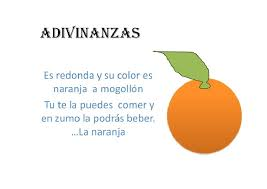 ADIVINANZAS
Es redonda y su color es
naranja a mogollón
Tu te la puedes comer y
en zumo la podrás beber.
...La naranja